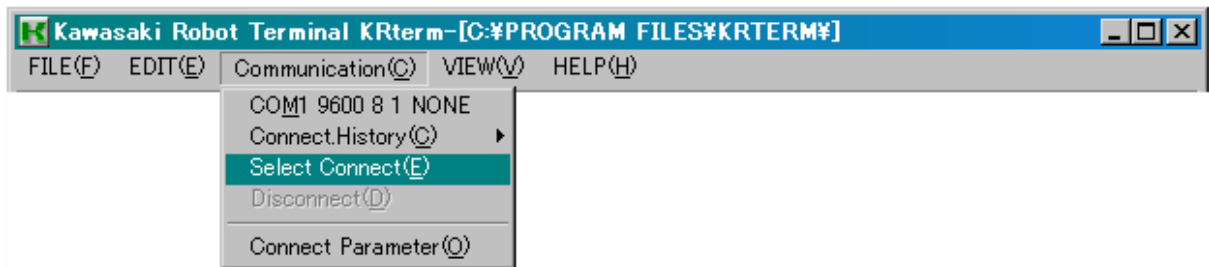 Kawasaki Robot Terminal KRterm-[C:¥PROGRAM FILES¥KRTERM¥]
FILE(F) EDIT(E) Communication(C) VIEW(V) HELP(H)
COM1 9600 8 1 NONE
Connect.History(C)
Select Connect(E)
Disconnect(D)
Connect Parameter(O)